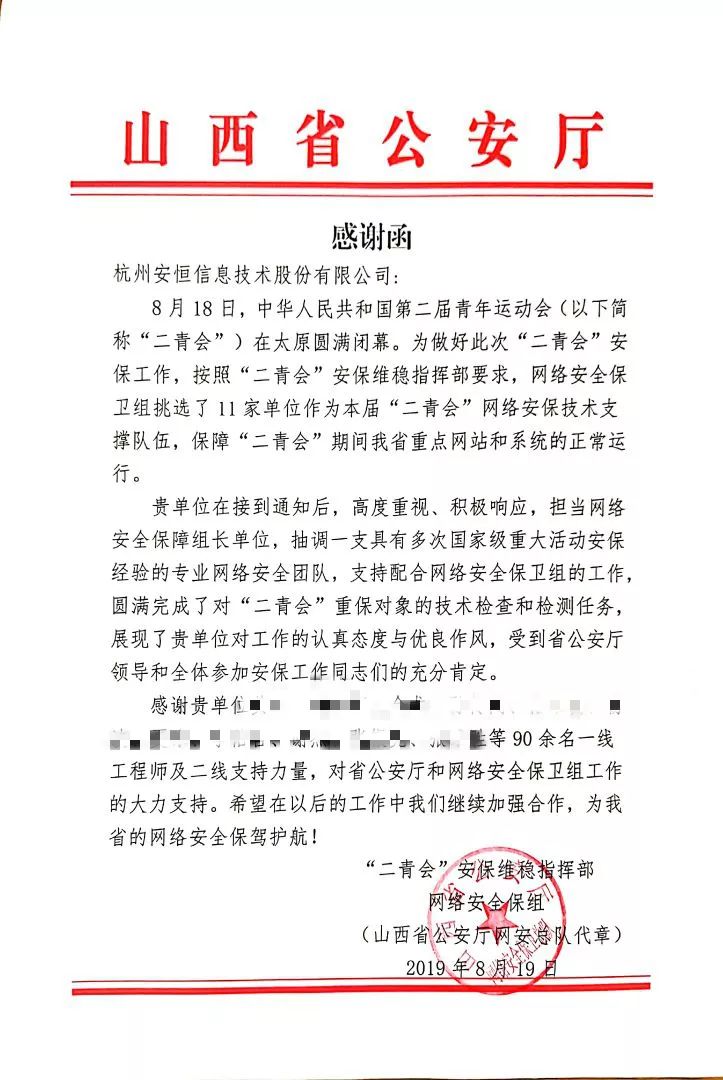 山西省公安厅
感谢函
杭州安恒信息技术股份有限公司：
8月18日，中华人民共和国第二届青年运动会（以下简
称“二青会”）在太原圆满闭幕。为做好此次“二青会”安
保工作，按照“二青会”安保维稳指挥部要求，网络安全保
卫组挑选了11家单位作为本届“二青会”网络安保技术支
撑队伍，保障“二青会”期间我省重点网站和系统的正常运
行。
贵单位在接到通知后，高度重视、积极响应，担当网络
安全保障组长单位，抽调一支具有多次国家级重大活动安保
经验的专业网络安全团队，支持配合网络安全保卫组的工作，
圆满完成了对“二青会”重保对象的技术检查和检测任务，
展现了贵单位对工作的认真态度与优良作风，受到省公安厅
领导和全体参加安保工作同志们的充分肯定。
感谢贵单位
等90余名一线
工程师及二线支持力量，对省公安厅和网络安全保卫组工作
的大力支持。希望在以后的工作中我们继续加强合作，为我
省的网络安全保驾护航！
“二青会”安保维稳指挥部
网络安全保组
（山西省公安厅网安总队代章）
2019年8月19日